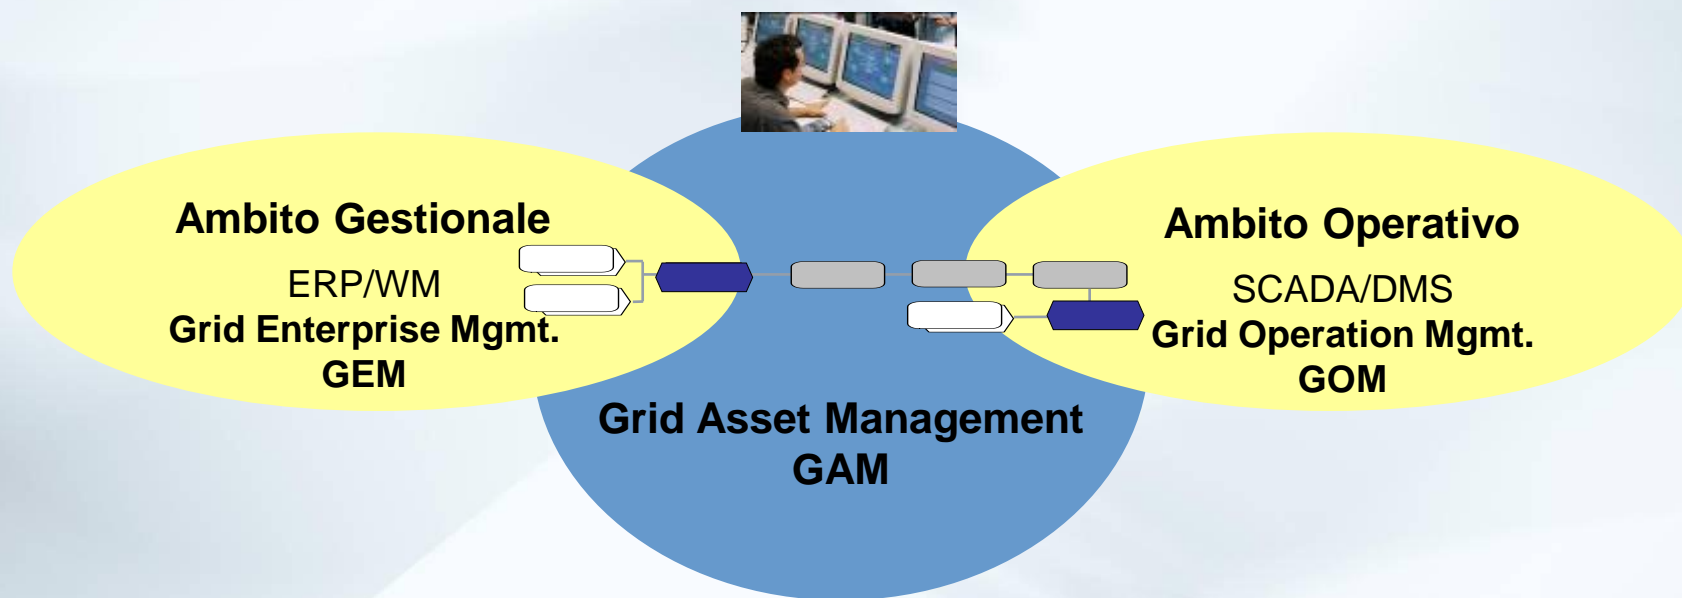 Ambito Gestionale
ERP/WM
Grid Enterprise Mgmt.
GEM
Grid Asset Management
GAM
Ambito Operativo
SCADA/DMS
Grid Operation Mgmt.
GOM